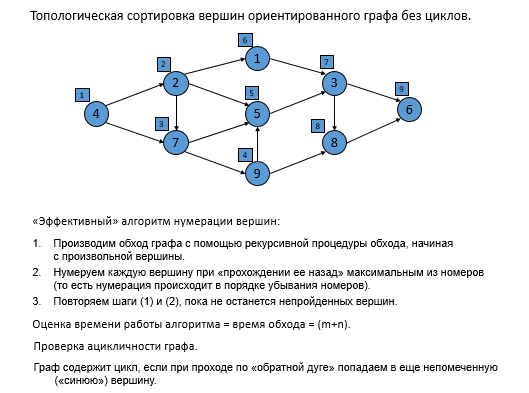 Топологическая сортировка вершин ориентированного графа без циклов.
6
1
2
7
2
3
9
1
5
6
4
5
3
8
7
4
8
9
«Эффективный» алгоритм нумерации вершин:
1. Производим обход графа с помощью рекурсивной процедуры обхода, начиная
с произвольной вершины.
2. Нумеруем каждую вершину при «прохождении ее назад» максимальным из номеров
(то есть нумерация происходит в порядке убывания номеров).
3. Повторяем шаги (1) и (2), пока не останется непройденных вершин.
Оценка времени работы алгоритма = время обхода = (m+n).
Проверка ацикличности графа.
Граф содержит цикл, если при проходе по «обратной дуге» попадаем в еще непомеченную
(«синюю») вершину.